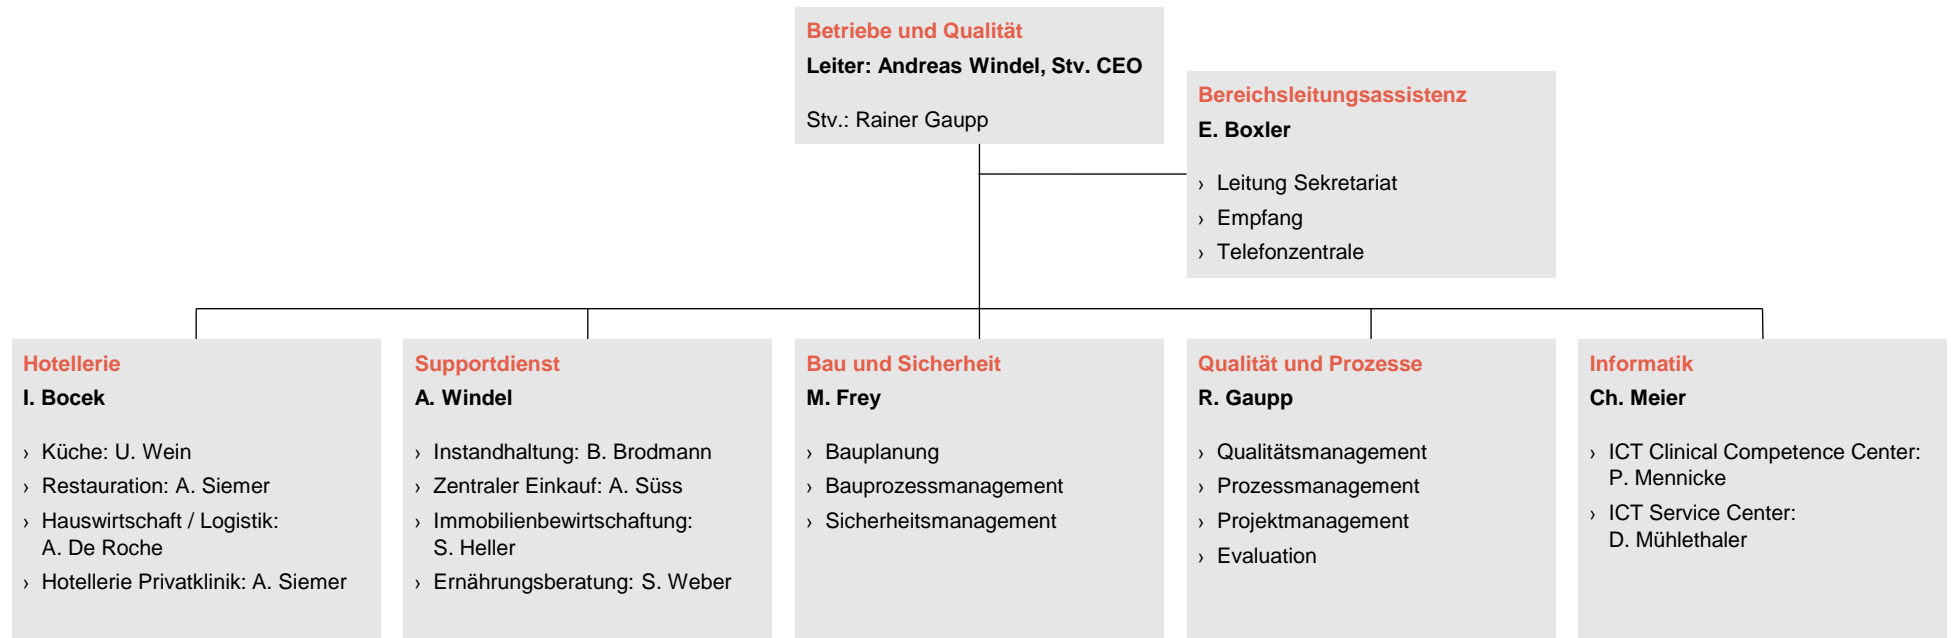 Betriebe und Qualität
Leiter: Andreas Windel, Stv. CEO
Stv.: Rainer Gaupp
Bereichsleitungsassistenz
E. Boxler
› Leitung Sekretariat
› Empfang
› Telefonzentrale
Hotellerie
I. Bocek
› Küche: U. Wein
› Restauration: A. Siemer
› Hauswirtschaft / Logistik:
A. De Roche
› Hotellerie Privatklinik: A. Siemer
Supportdienst
A. Windel
› Instandhaltung: B. Brodmann
› Zentraler Einkauf: A. Süss
› Immobilienbewirtschaftung:
S. Heller
› Ernährungsberatung: S. Weber
Bau und Sicherheit
M. Frey
› Bauplanung
› Bauprozessmanagement
› Sicherheitsmanagement
Qualität und Prozesse
R. Gaupp
› Qualitätsmanagement
› Prozessmanagement
› Projektmanagement
› Evaluation
Informatik
Ch. Meier
› ICT Clinical Competence Center:
P. Mennicke
› ICT Service Center:
D. Mühlethaler